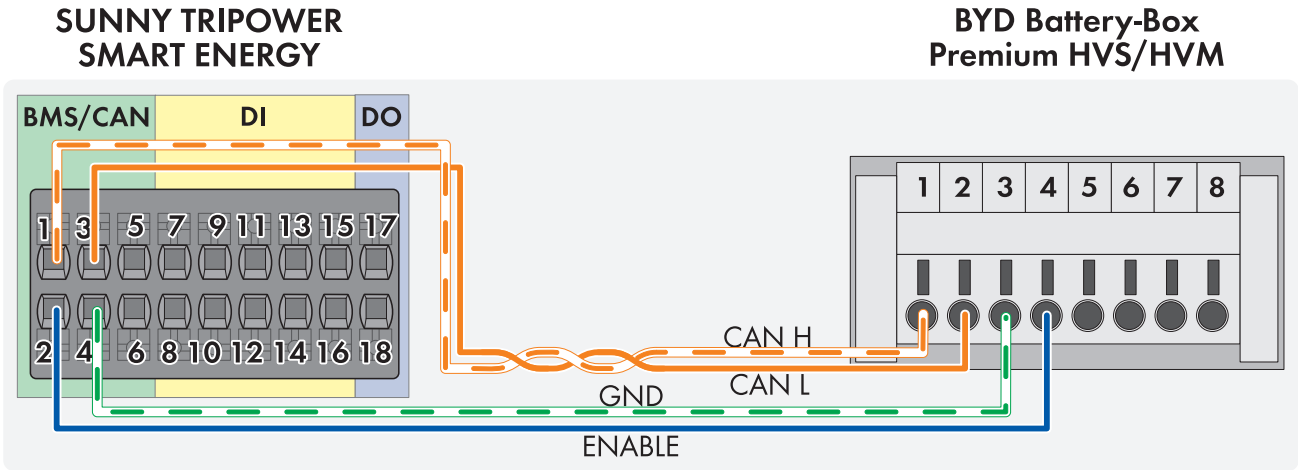 SUNNY TRIPOWER
SMART ENERGY
BYD Battery-Box
Premium HVS/HVM
BMS/CAN DI DO
1 3 5 7 9 11 13 15 17
2 4 6 8 10 12 14 16 18
1 2 3 4 5 6 7 8
CAN H
CAN L
GND
ENABLE